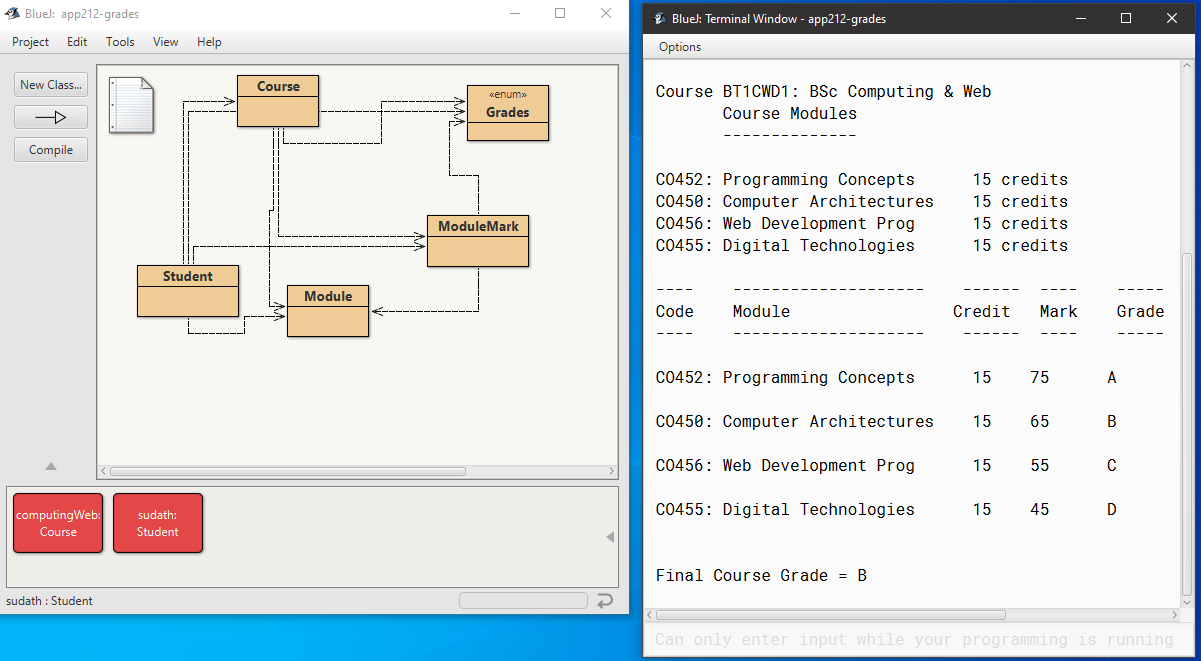 BlueJ: app212-grades
Project Edit Tools View Help
New Class...
Compile
Course
«enum»
Grades
ModuleMark
Student
Module
computingWeb:
Course
sudath:
Student
sudath : Student
BlueJ: Terminal Window - app212-grades
Options
Course BT1CWD1: BSc Computing & Web
Course Modules
--------------
CO452: Programming Concepts 15 credits
CO450: Computer Architectures 15 credits
CO456: Web Development Prog 15 credits
CO455: Digital Technologies 15 credits
---- -------------------- ------ ---- -----
Code Module Credit Mark Grade
---- -------------------- ------ ---- -----
CO452: Programming Concepts 15 75 A
CO450: Computer Architectures 15 65 B
CO456: Web Development Prog 15 55 C
CO455: Digital Technologies 15 45 D
Final Course Grade = B
Can only enter input while your programming is running